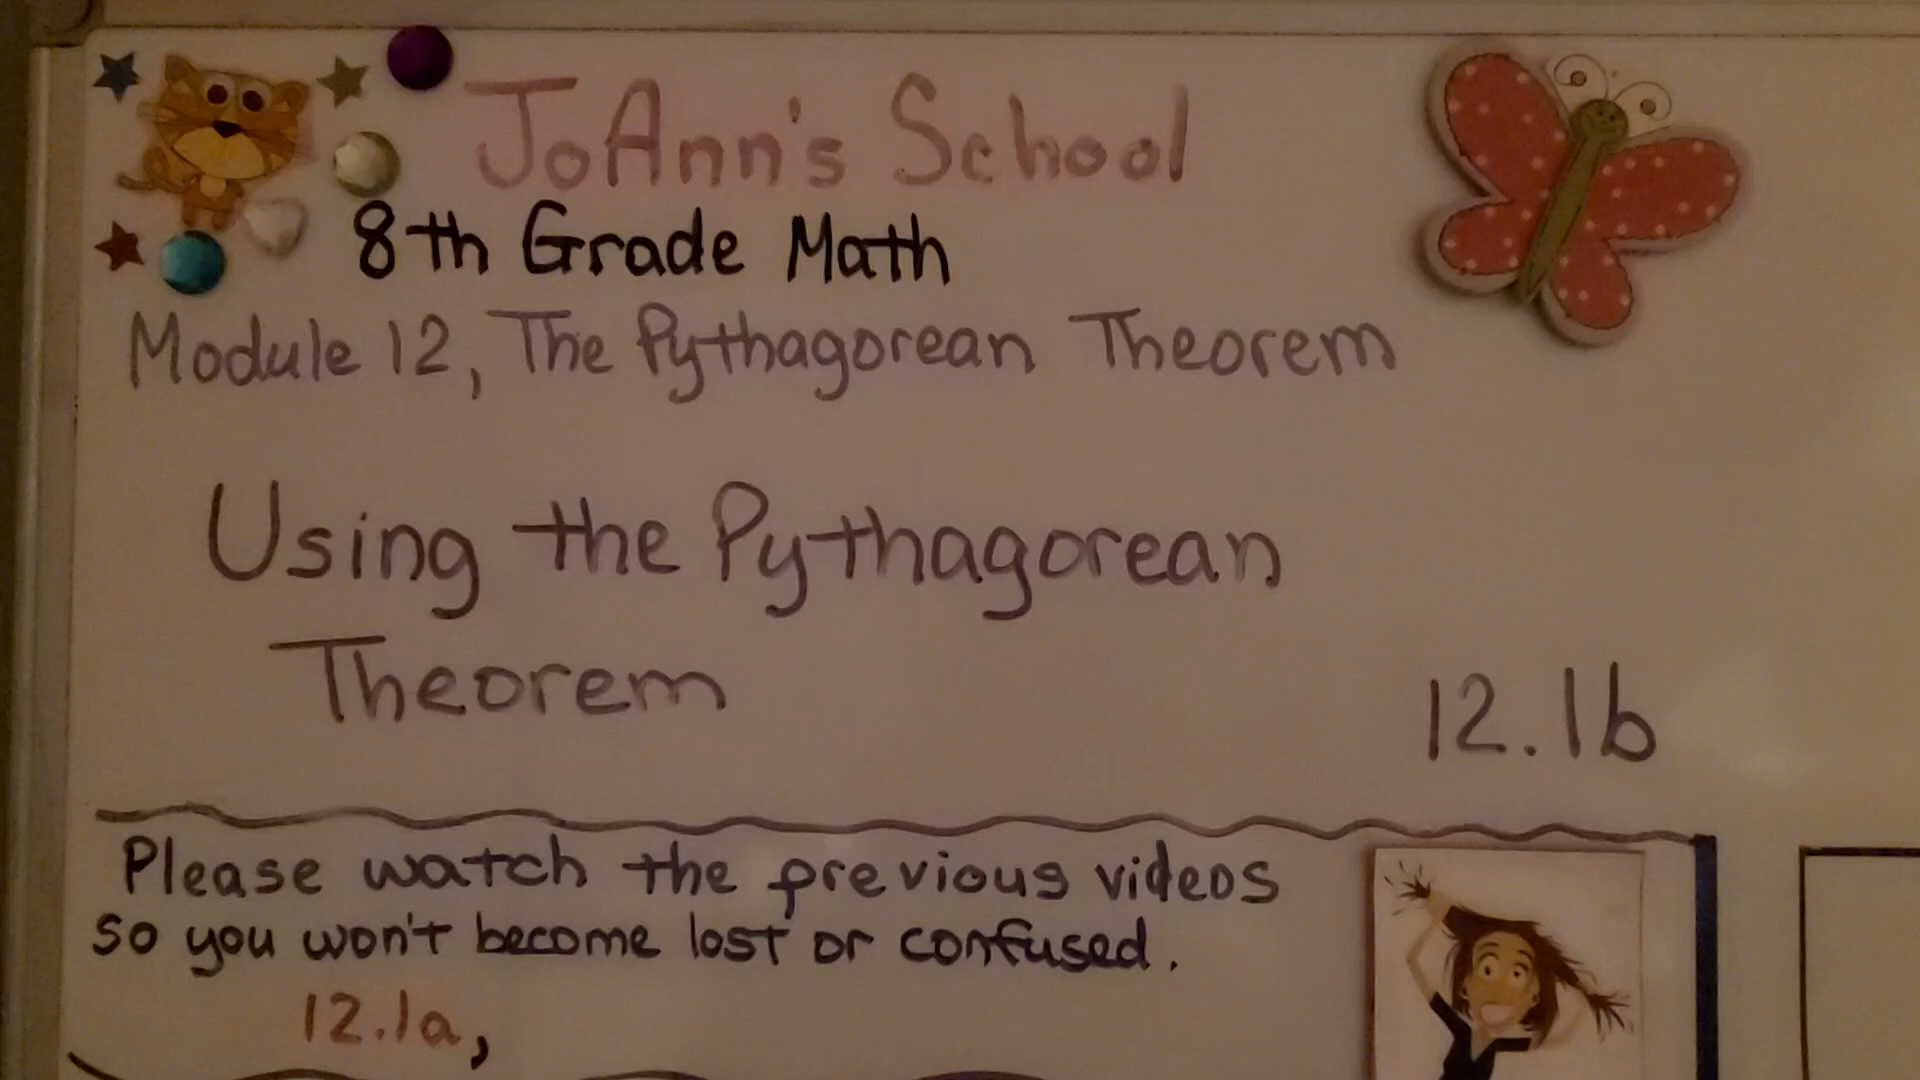 JoAnn's School
8th Grade Math
Module 12, The Pythagorean Theorem
Using the Pythagorean
Theorem
12.1b
Please watch the previous videos
so you won't become lost or confused.
12.1a,